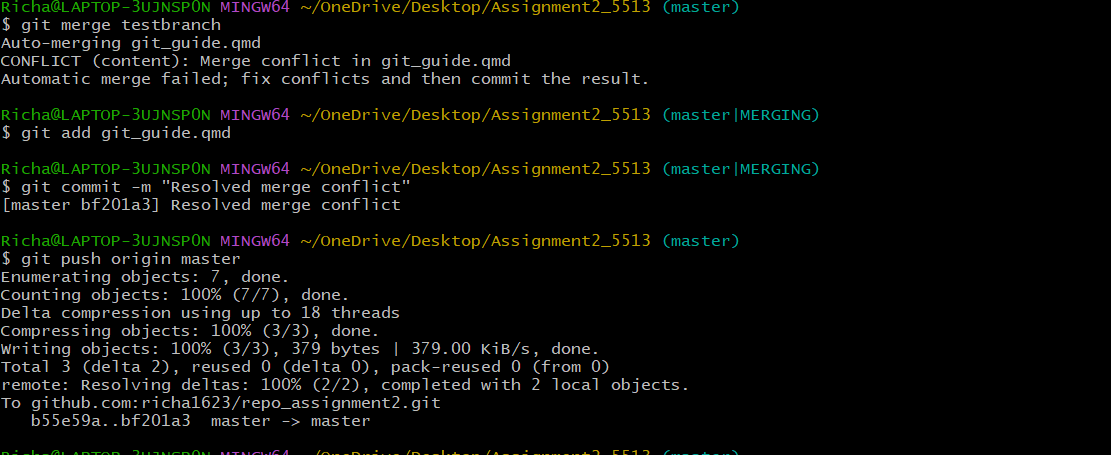 Richa@LAPTOP-3UJNSP0N MINGW64 ~/OneDrive/Desktop/Assignment2_5513 (master)
$ git merge testbranch
Auto-merging git_guide.qmd
CONFLICT (content): Merge conflict in git_guide.qmd
Automatic merge failed; fix conflicts and then commit the result.
Richa@LAPTOP-3UJNSP0N MINGW64 ~/OneDrive/Desktop/Assignment2_5513 (master|MERGING)
$ git add git_guide.qmd
Richa@LAPTOP-3UJNSP0N MINGW64 ~/OneDrive/Desktop/Assignment2_5513 (master|MERGING)
$ git commit -m "Resolved merge conflict"
[master bf201a3] Resolved merge conflict
Richa@LAPTOP-3UJNSP0N MINGW64 ~/OneDrive/Desktop/Assignment2_5513 (master)
$ git push origin master
Enumerating objects: 7, done.
Counting objects: 100% (7/7), done.
Delta compression using up to 18 threads
Compressing objects: 100% (3/3), done.
Writing objects: 100% (3/3), 379 bytes | 379.00 KiB/s, done.
Total 3 (delta 2), reused 0 (delta 0), pack-reused 0 (from 0)
remote: Resolving deltas: 100% (2/2), completed with 2 local objects.
To github.com:richa1623/repo_assignment2.git
b55e59a..bf201a3 master -> master